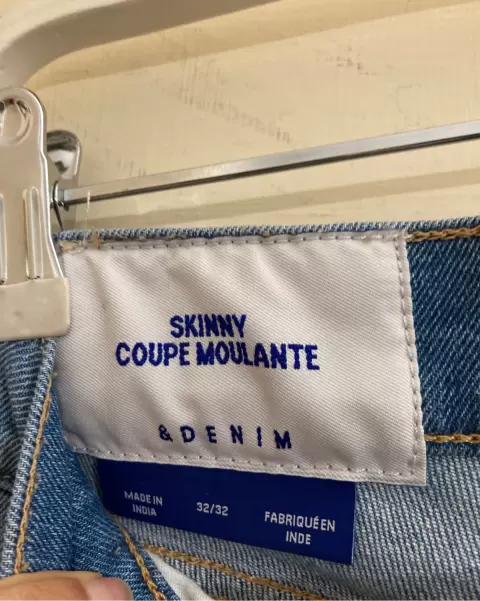 SKINNY
COUPE MOULANTE
& DENIM
MADE IN
INDIA
32/32
FABRIQUÉ EN
INDE